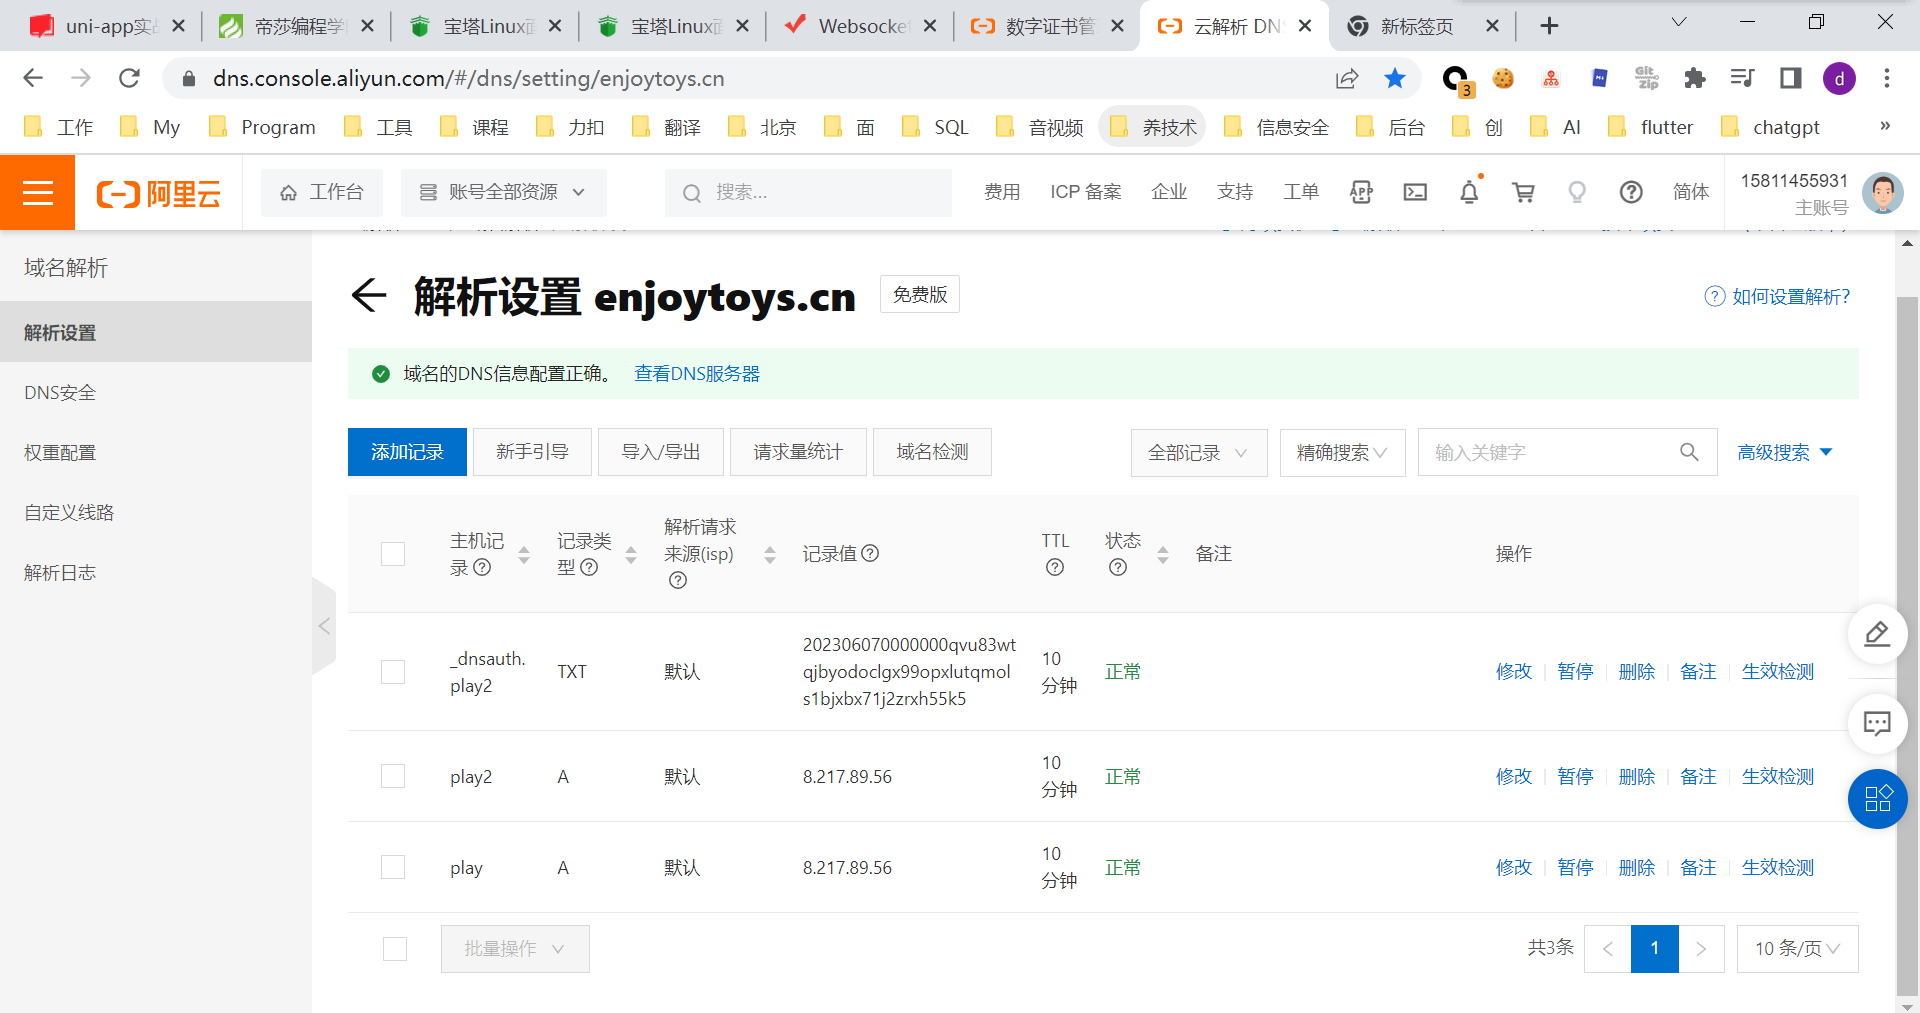 uni-app实战
帝莎编程学
宝塔Linux面
宝塔Linux面
Websocke
数字证书管
云解析 DN
新标签页
dns.console.aliyun.com/#/dns/setting/enjoytoys.cn
3
Git
Zip
d
工作
My
Program
工具
课程
力扣
翻译
北京
面
SQL
音视频
养技术
信息安全
后台
创
AI
flutter
chatgpt
»
阿里云
工作台
账号全部资源
搜索...
费用
ICP 备案
企业
支持
工单
APP
简体
15811455931
主账号
域名解析
解析设置
DNS安全
权重配置
自定义线路
解析日志
解析设置 enjoytoys.cn
免费版
如何设置解析?
域名的DNS信息配置正确。 查看DNS服务器
添加记录
新手引导
导入/导出
请求量统计
域名检测
全部记录
精确搜索
输入关键字
高级搜索
主机记
录
记录类
型
解析请求
来源(isp)
记录值
TTL
状态
备注
操作
_dnsauth.
play2
TXT
默认
202306070000000qvu83wt
qjbyodoclgx99opxlutqmol
s1bjxbx71j2zrxh55k5
10
分钟
正常
修改
暂停
删除
备注
生效检测
play2
A
默认
8.217.89.56
10
分钟
正常
修改
暂停
删除
备注
生效检测
play
A
默认
8.217.89.56
10
分钟
正常
修改
暂停
删除
备注
生效检测
批量操作
共3条
1
10 条/页